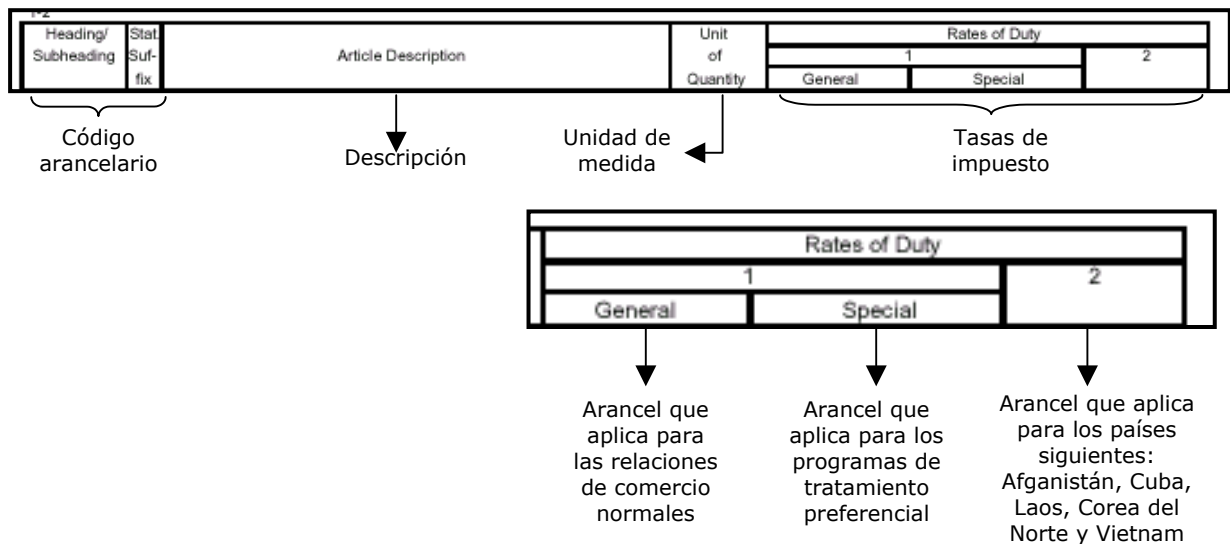 1-2
Heading/ Stat. Article Description Unit Rates of Duty
Subheading Suf- of 1 2
fix Quantity General Special
Código
arancelario
Descripción
Unidad de
medida
Tasas de
impuesto
Rates of Duty
1 2
General Special
Arancel que
aplica para
las relaciones
de comercio
normales
Arancel que
aplica para los
programas de
tratamiento
preferencial
Arancel que aplica
para los países
siguientes:
Afganistán, Cuba,
Laos, Corea del
Norte y Vietnam